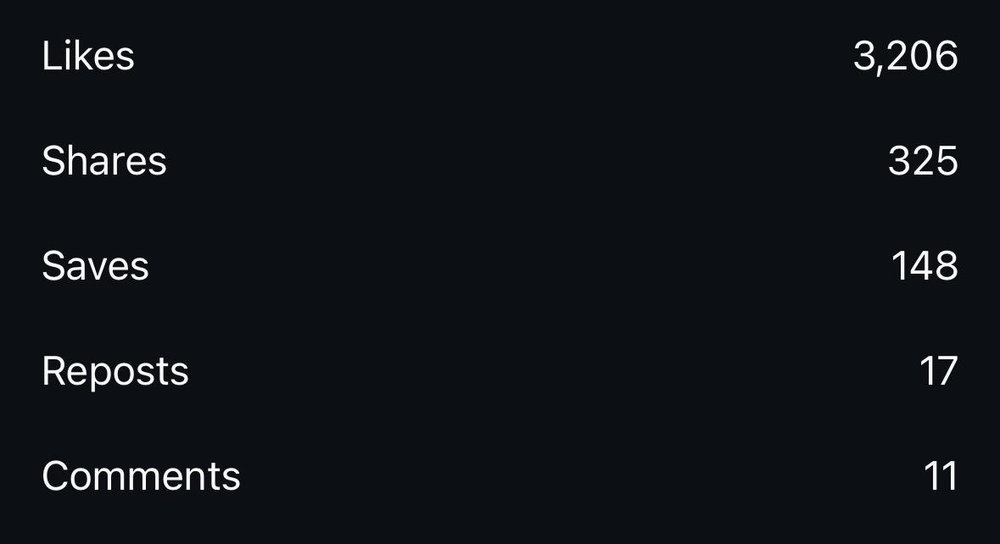 Likes 3,206
Shares 325
Saves 148
Reposts 17
Comments 11